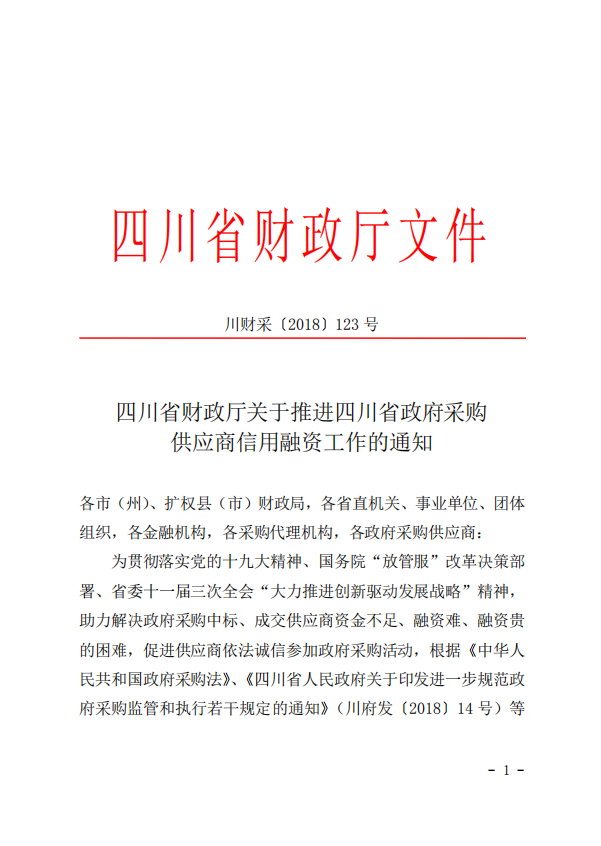 四川省财政厅文件
川财采〔2018〕123 号
四川省财政厅关于推进四川省政府采购
供应商信用融资工作的通知
各市（州）、扩权县（市）财政局，各省直机关、事业单位、团体
组织，各金融机构，各采购代理机构，各政府采购供应商：
为贯彻落实党的十九大精神、国务院“放管服”改革决策部
署、省委十一届三次全会“大力推进创新驱动发展战略”精神，
助力解决政府采购中标、成交供应商资金不足、融资难、融资贵
的困难，促进供应商依法诚信参加政府采购活动，根据《中华人
民共和国政府采购法》、《四川省人民政府关于印发进一步规范政
府采购监管和执行若干规定的通知》（川府发〔2018〕14 号）等
- 1 -